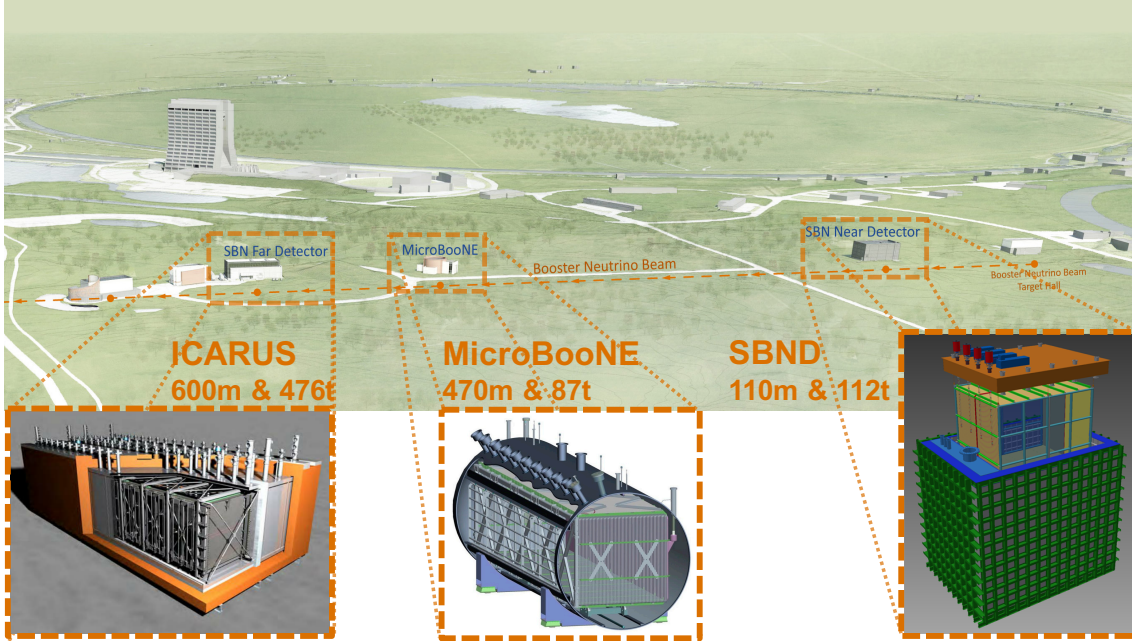 SBN Far Detector
MicroBooNE
SBN Near Detector
Booster Neutrino Beam
Booster Neutrino Beam
Target Hall
ICARUS
600m & 476t
MicroBooNE
470m & 87t
SBND
110m & 112t